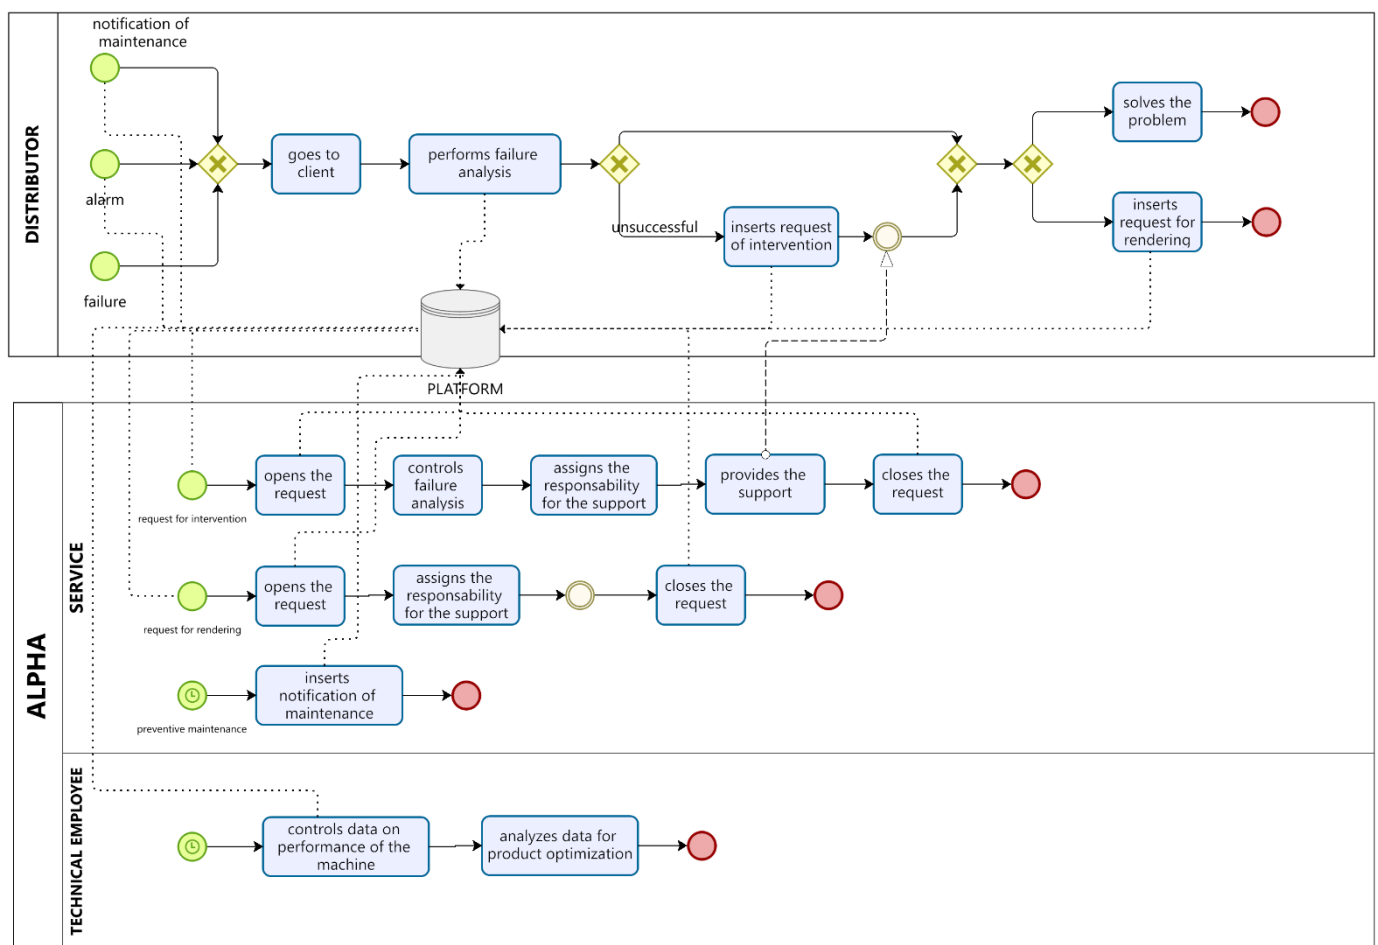 notification of
maintenance
DISTRIBUTOR
alarm
failure
goes to
client
performs failure
analysis
unsuccessful
inserts request
of intervention
solves the
problem
inserts
request for
rendering
PLATFORM
ALPHA
SERVICE
request for intervention
opens the
request
controls
failure
analysis
assigns the
responsability
for the support
provides the
support
closes the
request
request for rendering
opens the
request
assigns the
responsability
for the support
closes the
request
preventive maintenance
inserts
notification of
maintenance
TECHNICAL EMPLOYEE
controls data on
performance of the
machine
analyzes data for
product optimization